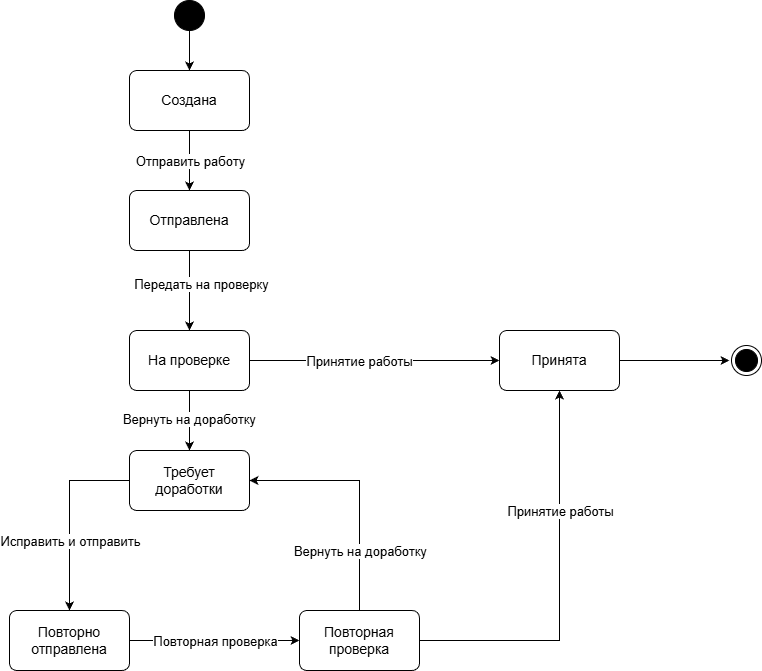 Создана
Отправить работу
Отправлена
Передать на проверку
На проверке
Принятие работы
Принята
Вернуть на доработку
Требует
доработки
Исправить и отправить
Вернуть на доработку
Принятие работы
Повторно
отправлена
Повторная проверка
Повторная
проверка